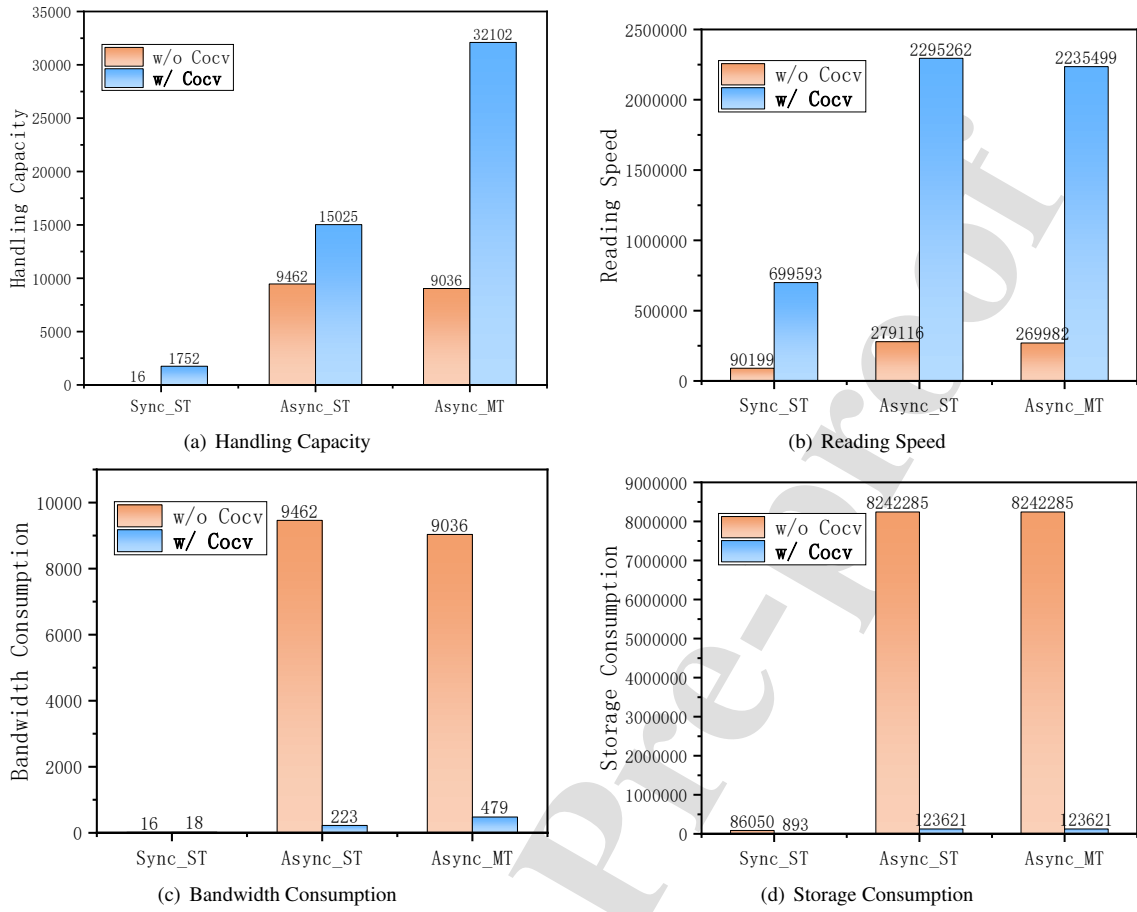 35000
30000
25000
20000
15000
10000
5000
0
Handling Capacity
w/o Cocv
w/ Cocv
16
1752
9462
15025
9036
32102
Sync_ST Async_ST Async_MT
(a) Handling Capacity
2500000
2000000
1500000
1000000
500000
0
Reading Speed
w/o Cocv
w/ Cocv
90199
699593
279116
2295262
269982
2235499
Sync_ST Async_ST Async_MT
(b) Reading Speed
10000
8000
6000
4000
2000
0
Bandwidth Consumption
w/o Cocv
w/ Cocv
16
18
9462
223
9036
479
Sync_ST Async_ST Async_MT
(c) Bandwidth Consumption
9000000
8000000
7000000
6000000
5000000
4000000
3000000
2000000
1000000
0
Storage Consumption
w/o Cocv
w/ Cocv
86050
893
8242285
123621
8242285
123621
Sync_ST Async_ST Async_MT
(d) Storage Consumption
Pre-proof